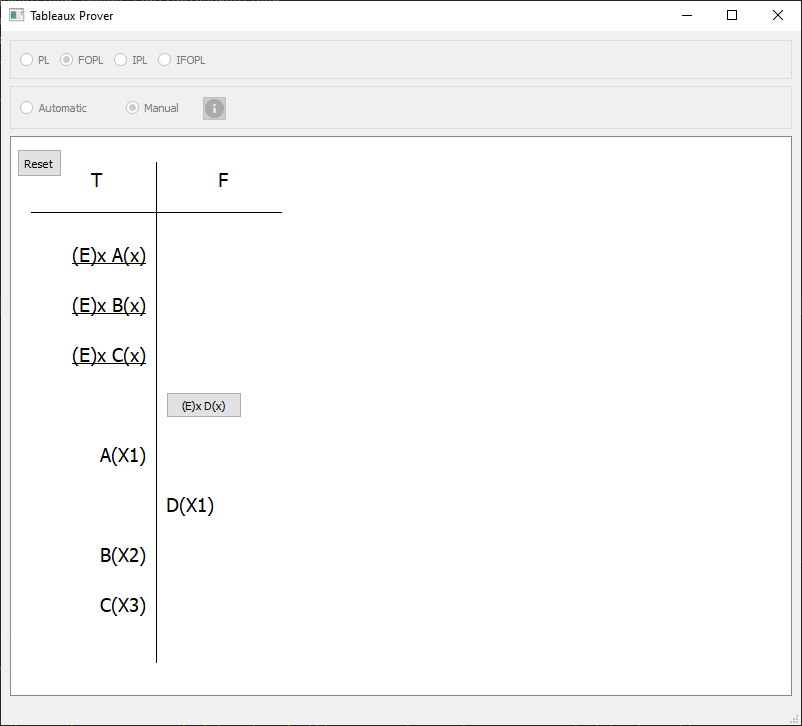 Tableaux Prover
PL FOPL IPL IFOPL
Automatic Manual i
Reset
T F
(E)x A(x)
(E)x B(x)
(E)x C(x)
(E)x D(x)
A(X1)
D(X1)
B(X2)
C(X3)